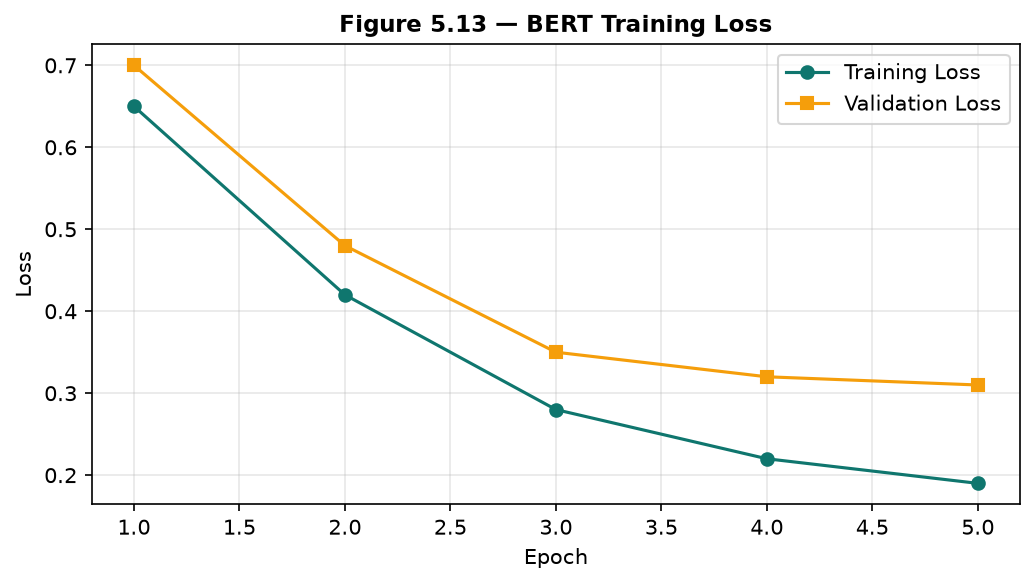 Figure 5.13 — BERT Training Loss
Training Loss
Validation Loss
Loss
0.7
0.6
0.5
0.4
0.3
0.2
1.0 1.5 2.0 2.5 3.0 3.5 4.0 4.5 5.0
Epoch